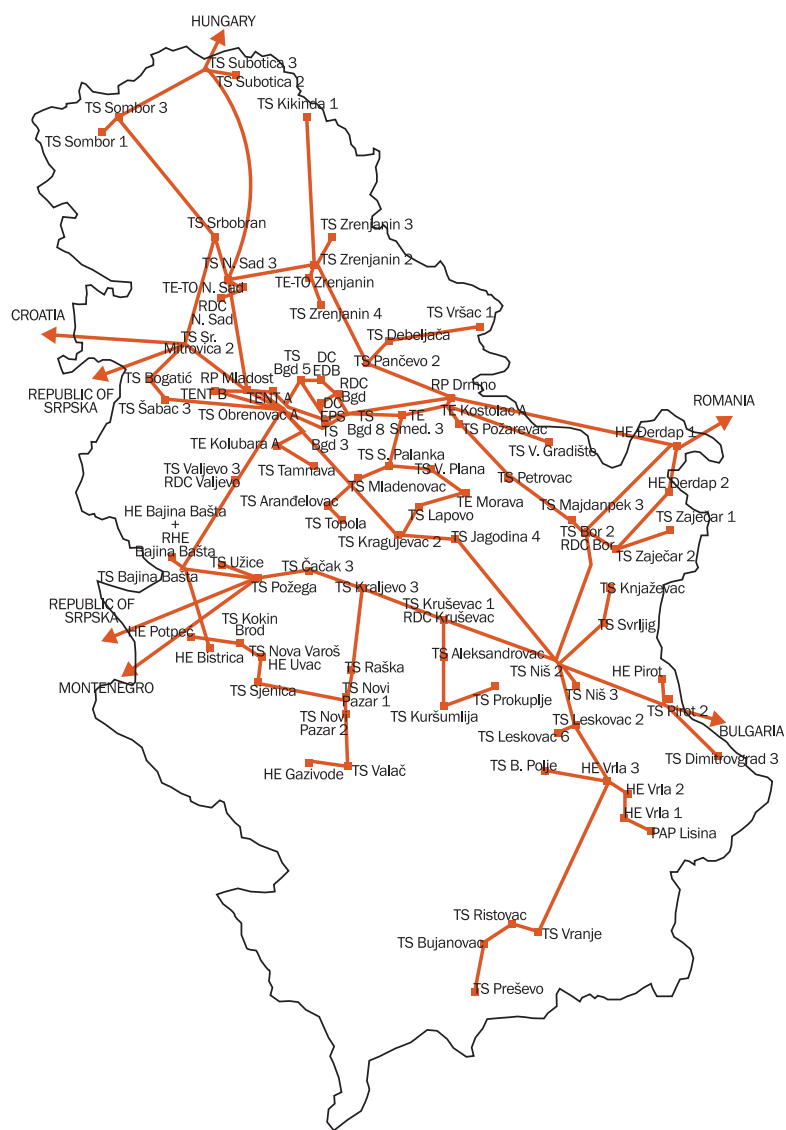 HUNGARY
TS Subotica 3
TS Subotica 2
TS Sombor 3
TS Kikinda 1
TS Sombor 1
TS Srbobran
TS Zrenjanin 3
TS N. Sad 3
TS Zrenjanin 2
TE-TO N. Sad
TE-TO Zrenjanin
RDC
N. Sad
TS Zrenjanin 4
TS Vršac 1
CROATIA
TS Sr.
Mitrovica 2
TS Debeljača
TS
Bgd 5
DC
EDB
TS Pančevo 2
REPUBLIC OF
SRPSKA
TS Bogatić
RP Mladost
TENT B
TENT A
RDC
Bgd
RP Drmno
ROMANIA
TS Šabac 3
TS Obrenovac A
DC
EPS
TS
Bgd 8
TE
Smed. 3
TE Kostolac A
TS Požarevac
HE Đerdap 1
TS
Bgd 3
TE Kolubara A
TS V. Gradište
TS Valjevo 3
RDC Valjevo
TS Tamnava
TS S. Palanka
TS V. Plana
TS Petrovac
HE Đerdap 2
TS Mladenovac
HE Bajina Bašta
+
RHE
Bajina Bašta
TS Aranđelovac
TS Topola
TS Lapovo
TE Morava
TS Majdanpek 3
TS Zaječar 1
TS Bor 2
RDC Bor
TS Kragujevac 2
TS Jagodina 4
TS Zaječar 2
TS Bajina Bašta
TS Užice
TS Požega
TS Čačak 3
TS Kraljevo 3
TS Knjaževac
REPUBLIC OF
SRPSKA
TS Kruševac 1
RDC Kruševac
TS Svrljig
HE Potpeć
TS Kokin
Brod
HE Bistrica
TS Nova Varoš
HE Uvac
TS Aleksandrovac
TS Raška
TS Niš 2
HE Pirot
MONTENEGRO
TS Sjenica
TS Novi
Pazar 1
TS Prokuplje
TS Niš 3
TS Pirot 2
TS Kuršumlija
TS Novi
Pazar 2
TS Leskovac 2
BULGARIA
TS Leskovac 6
TS Dimitrovgrad 3
HE Gazivode
TS Valač
TS B. Polje
HE Vrla 3
HE Vrla 2
HE Vrla 1
PAP Lisina
TS Ristovac
TS Vranje
TS Bujanovac
TS Preševo